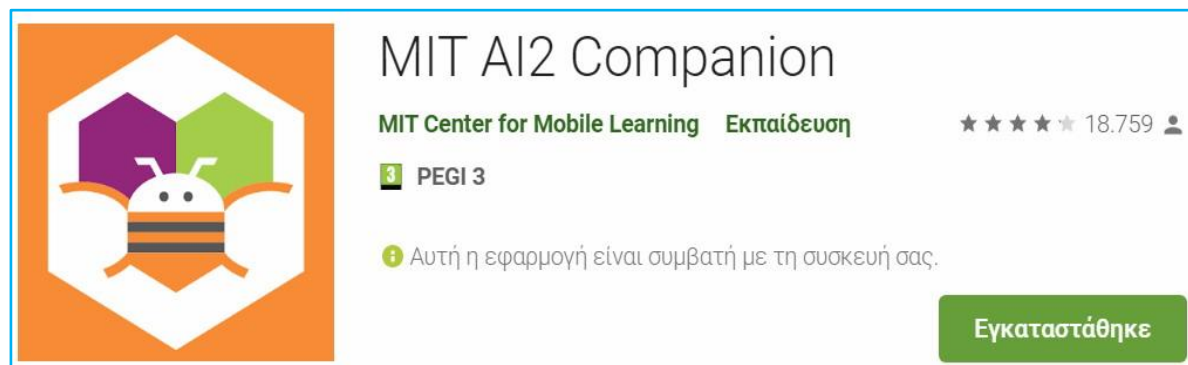 MIT AI2 Companion
MIT Center for Mobile Learning Εκπαίδευση 18.759
3 PEGI 3
Αυτή η εφαρμογή είναι συμβατή με τη συσκευή σας.
Εγκαταστάθηκε